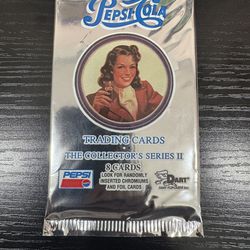 PEPSI-COLA
TRADING CARDS
THE COLLECTOR'S SERIES II
8 CARDS
LOOK FOR RANDOMLY
INSERTED CHROMIUMS
AND FOIL CARDS
PEPSI
DART